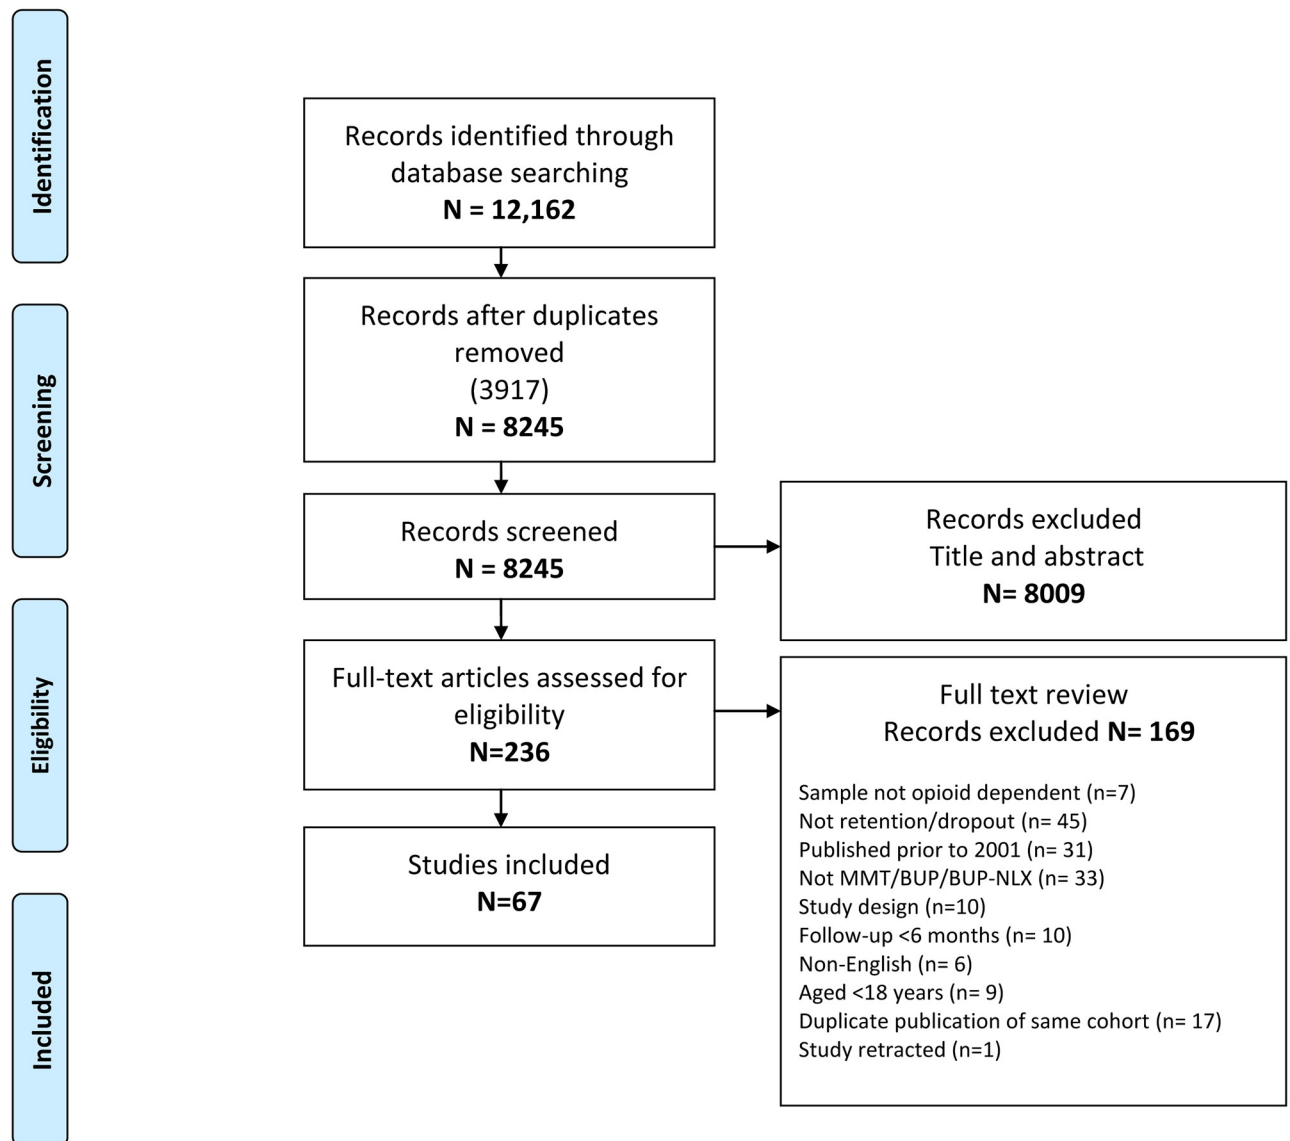 Identification
Records identified through
database searching
N = 12,162
Screening
Records after duplicates
removed
(3917)
N = 8245
Records screened
N = 8245
Records excluded
Title and abstract
N= 8009
Eligibility
Full-text articles assessed for
eligibility
N=236
Full text review
Records excluded N= 169
Sample not opioid dependent (n=7)
Not retention/dropout (n= 45)
Published prior to 2001 (n= 31)
Not MMT/BUP/BUP-NLX (n= 33)
Study design (n=10)
Follow-up <6 months (n= 10)
Non-English (n= 6)
Aged <18 years (n= 9)
Duplicate publication of same cohort (n= 17)
Study retracted (n=1)
Included
Studies included
N=67